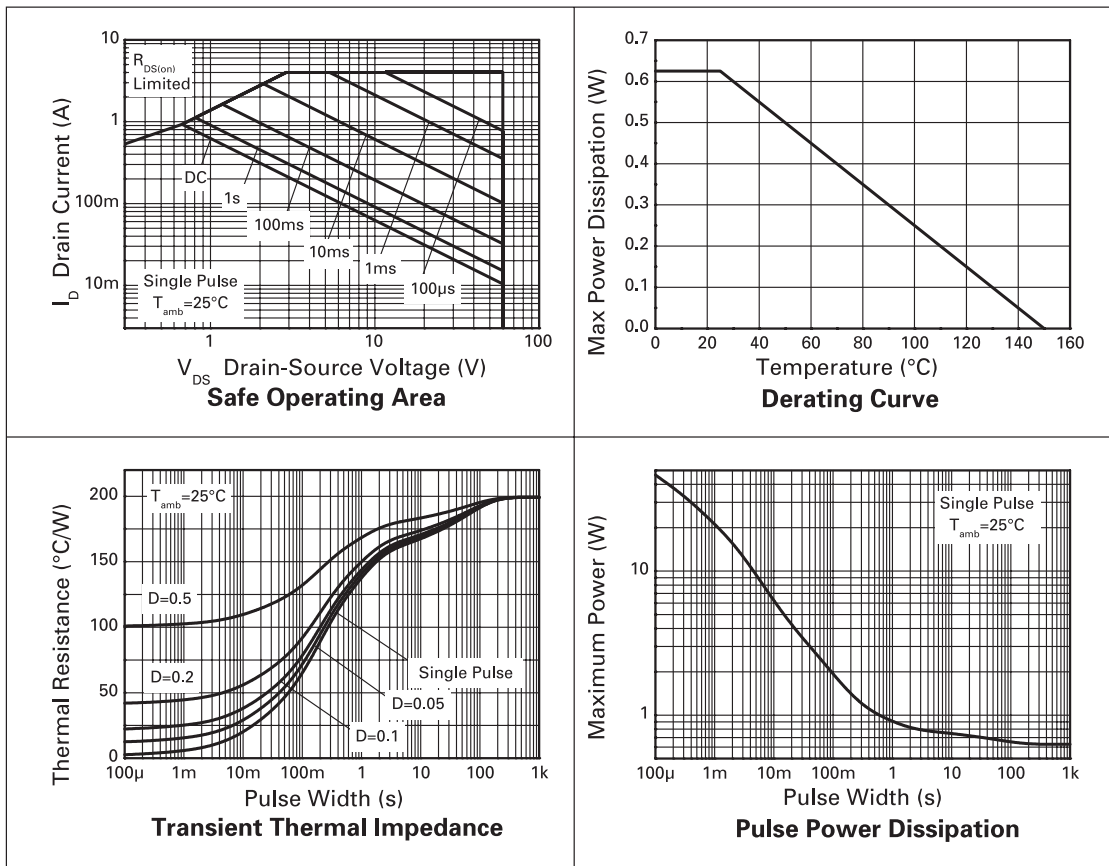 10
1
100m
10m
R
DS(on)
Limited
DC
1s
100ms
10ms
1ms
100µs
Single Pulse
Tamb=25°C
1
10
100
I_D Drain Current (A)
V_DS Drain-Source Voltage (V)
Safe Operating Area
0.7
0.6
0.5
0.4
0.3
0.2
0.1
0.0
0
20
40
60
80
100
120
140
160
Max Power Dissipation (W)
Temperature (°C)
Derating Curve
200
150
100
50
0
Tamb=25°C
D=0.5
D=0.2
Single Pulse
D=0.05
D=0.1
100µ
1m
10m
100m
1
10
100
1k
Thermal Resistance (°C/W)
Pulse Width (s)
Transient Thermal Impedance
10
1
Single Pulse
Tamb=25°C
100µ
1m
10m
100m
1
10
100
1k
Maximum Power (W)
Pulse Width (s)
Pulse Power Dissipation